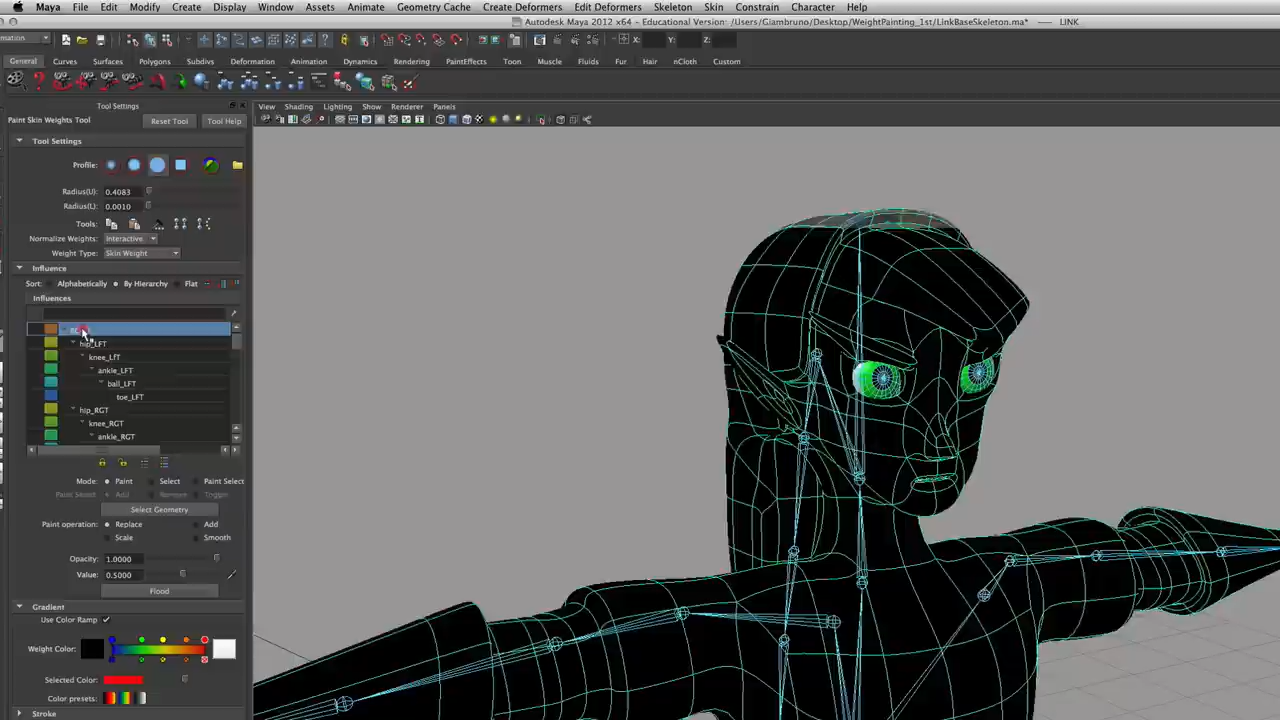 Maya File Edit Modify Create Display Window Assets Animate Geometry Cache Create Deformers Edit Deformers Skeleton Skin Constrain Character Help
Autodesk Maya 2012 x64 - Educational Version: /Users/Giambruno/Desktop/WeightPainting_1st/LinkBaseSkeleton.ma* --- LINK
mation X: Y: Z:
General Curves Surfaces Polygons Subdivs Deformation Animation Dynamics Rendering PaintEffects Toon Muscle Fluids Fur Hair nCloth Custom
Tool Settings
View Shading Lighting Show Renderer Panels
Paint Skin Weights Tool Reset Tool Tool Help
Tool Settings
Profile:
Radius(U): 0.4083
Radius(L): 0.0010
Tools:
Normalize Weights: Interactive
Weight Type: Skin Weight
Influence
Sort: Alphabetically By Hierarchy Flat
Influences
hip_LFT
knee_LfT
ankle_LFT
ball_LFT
toe_LFT
hip_RGT
knee_RGT
ankle_RGT
Mode: Paint Select Paint Select
Paint Select: Add Remove Toggle
Select Geometry
Paint operation: Replace Add
Scale Smooth
Opacity: 1.0000
Value: 0.5000
Flood
Gradient
Use Color Ramp
Weight Color:
Selected Color:
Color presets:
Stroke